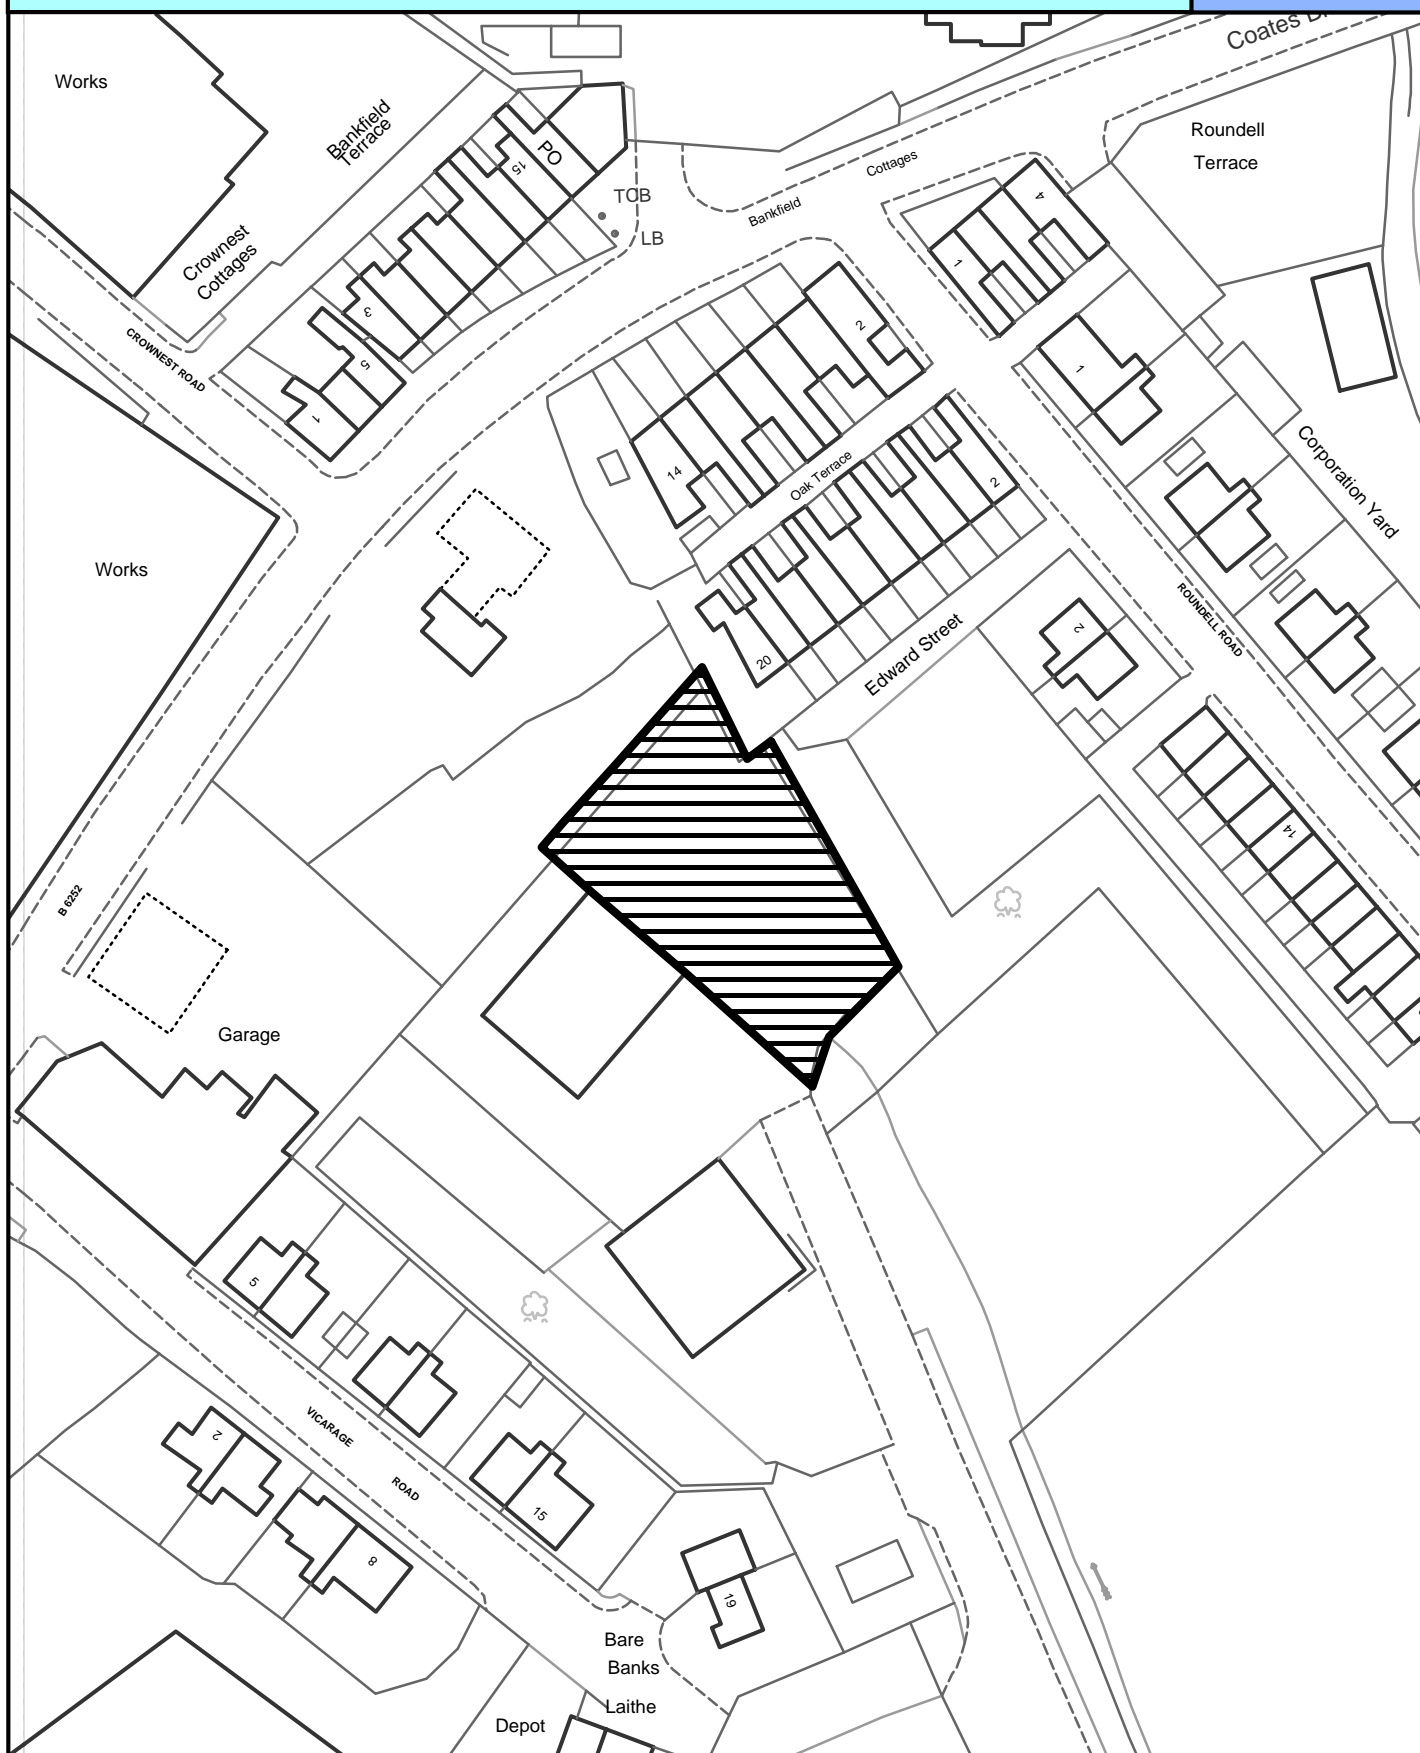 Coates B
Works
Bankfield
Terrace
PO
15
Roundell
Terrace
Cottages
TCB
4
Bankfield
LB
Crownest
Cottages
1
3
CROWNEST ROAD
2
5
1
1
14
Oak Terrace
2
Corporation Yard
Works
ROUNDELL ROAD
2
20
Edward Street
14
B 6252
Garage
5
VICARAGE
2
ROAD
15
8
19
Bare
Banks
Laithe
Depot